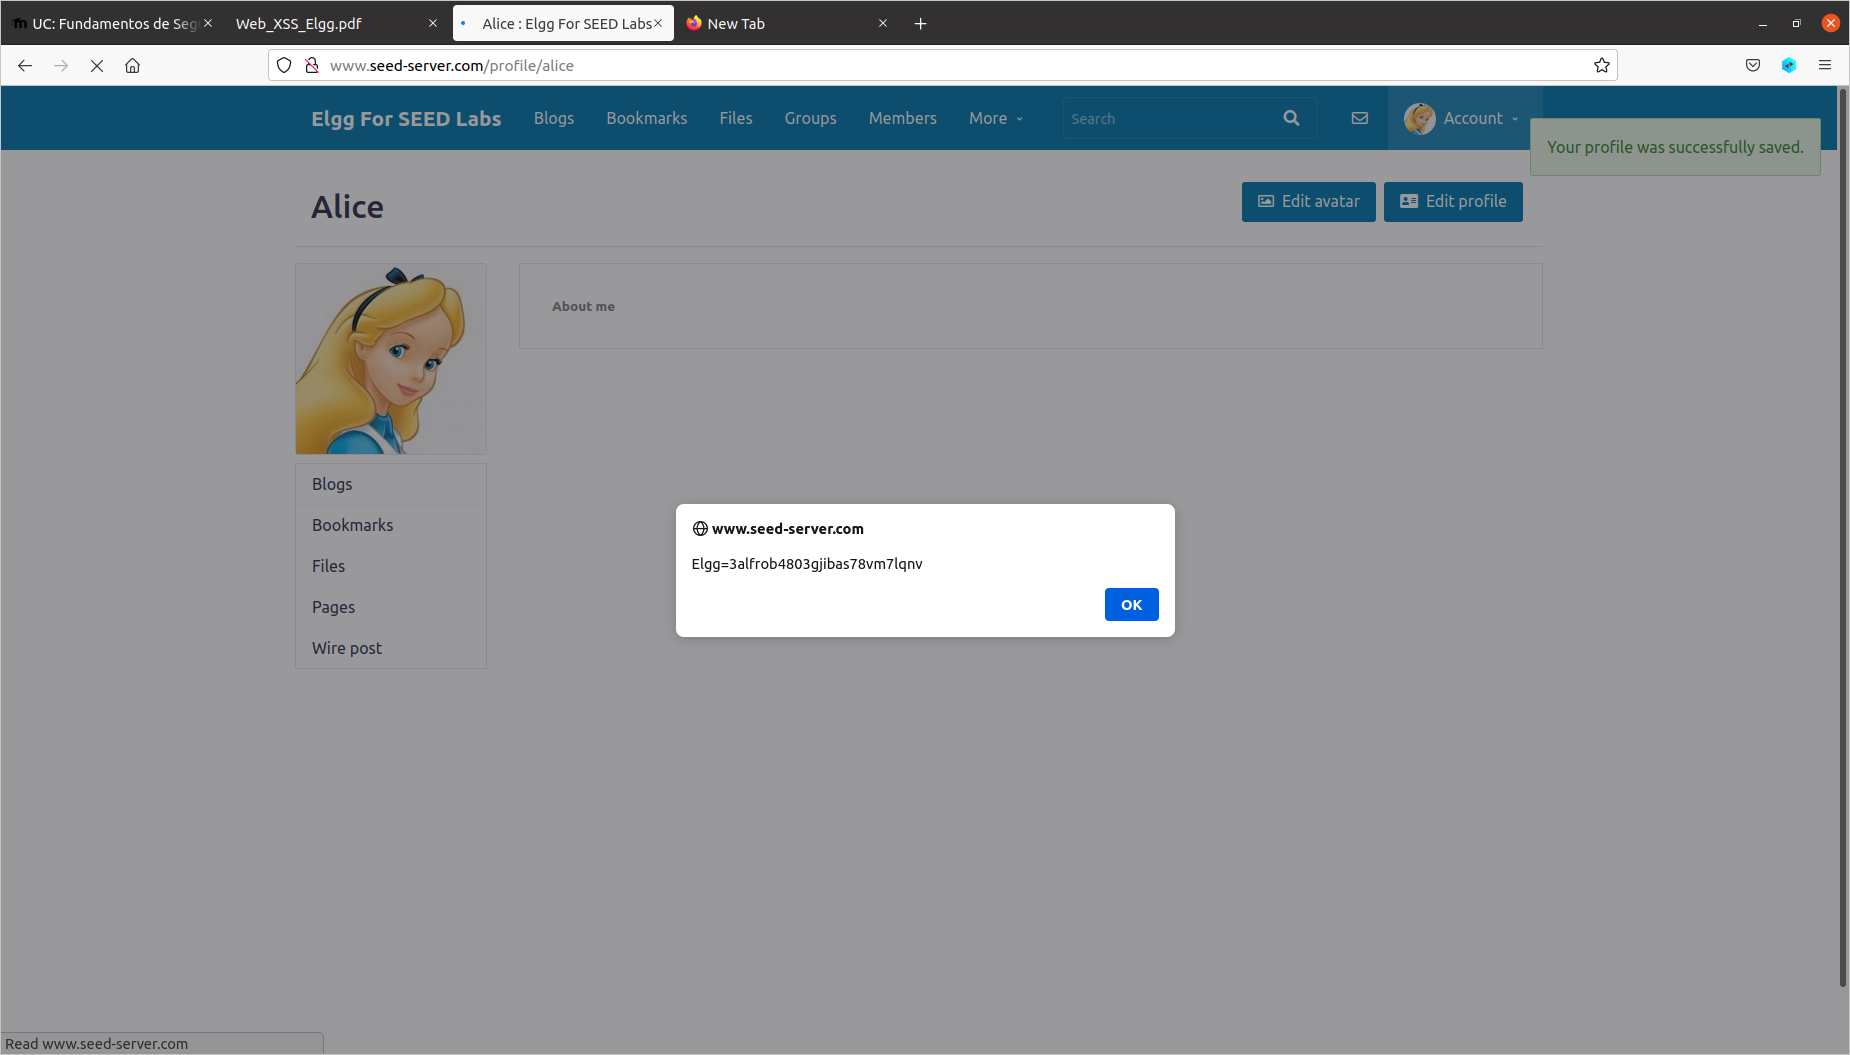 UC: Fundamentos de Seg
Web_XSS_Elgg.pdf
Alice : Elgg For SEED Labs
New Tab
www.seed-server.com/profile/alice
Elgg For SEED Labs
Blogs
Bookmarks
Files
Groups
Members
More
Search
Account
Your profile was successfully saved.
Alice
Edit avatar
Edit profile
About me
Blogs
Bookmarks
Files
Pages
Wire post
www.seed-server.com
Elgg=3alfrob4803gjibas78vm7lqnv
OK
Read www.seed-server.com